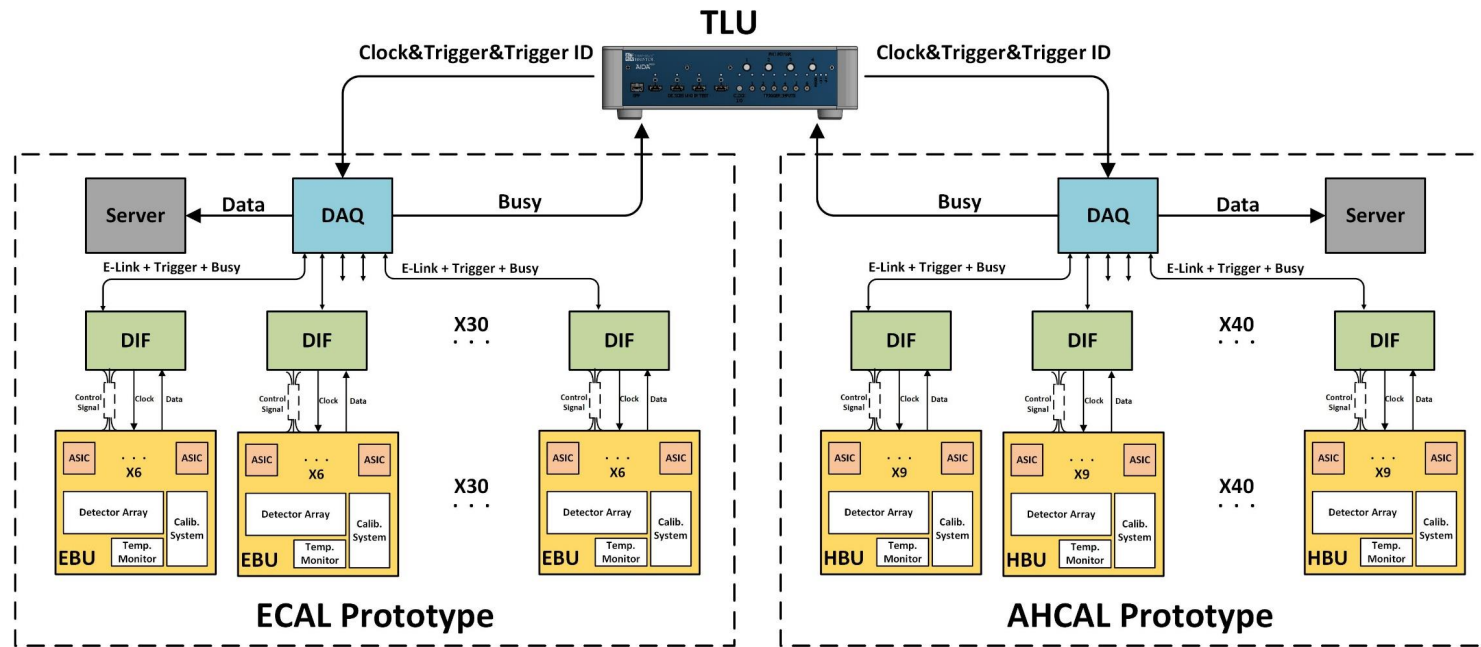 TLU
Clock&Trigger&Trigger ID
Clock&Trigger&Trigger ID
AIDA
Server
Data
DAQ
Busy
Busy
DAQ
Data
Server
E-Link + Trigger + Busy
E-Link + Trigger + Busy
E-Link + Trigger + Busy
E-Link + Trigger + Busy
DIF
DIF
X30
. . .
DIF
DIF
DIF
X40
. . .
DIF
Control
Signal
Clock
Data
Control
Signal
Clock
Data
Control
Signal
Clock
Data
Control
Signal
Clock
Data
Control
Signal
Clock
Data
Control
Signal
Clock
Data
ASIC
. . .
X6
ASIC
Detector Array
Calib.
System
Temp.
Monitor
EBU
ASIC
. . .
X6
ASIC
Detector Array
Calib.
System
Temp.
Monitor
EBU
X30
. . .
ASIC
. . .
X6
ASIC
Detector Array
Calib.
System
Temp.
Monitor
EBU
ASIC
. . .
X9
ASIC
Detector Array
Calib.
System
Temp.
Monitor
HBU
ASIC
. . .
X9
ASIC
Detector Array
Calib.
System
Temp.
Monitor
HBU
X40
. . .
ASIC
. . .
X9
ASIC
Detector Array
Calib.
System
Temp.
Monitor
HBU
ECAL Prototype
AHCAL Prototype